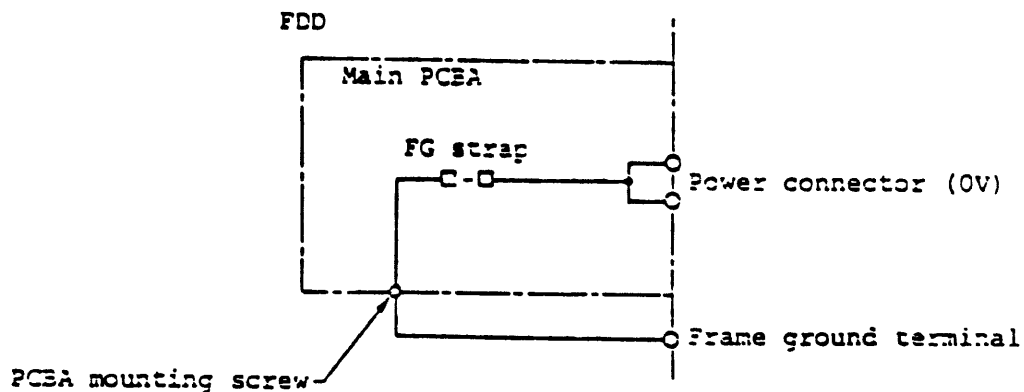 FDD
Main PCBA
FG strap
Power connector (0V)
Frame ground terminal
PCBA mounting screw